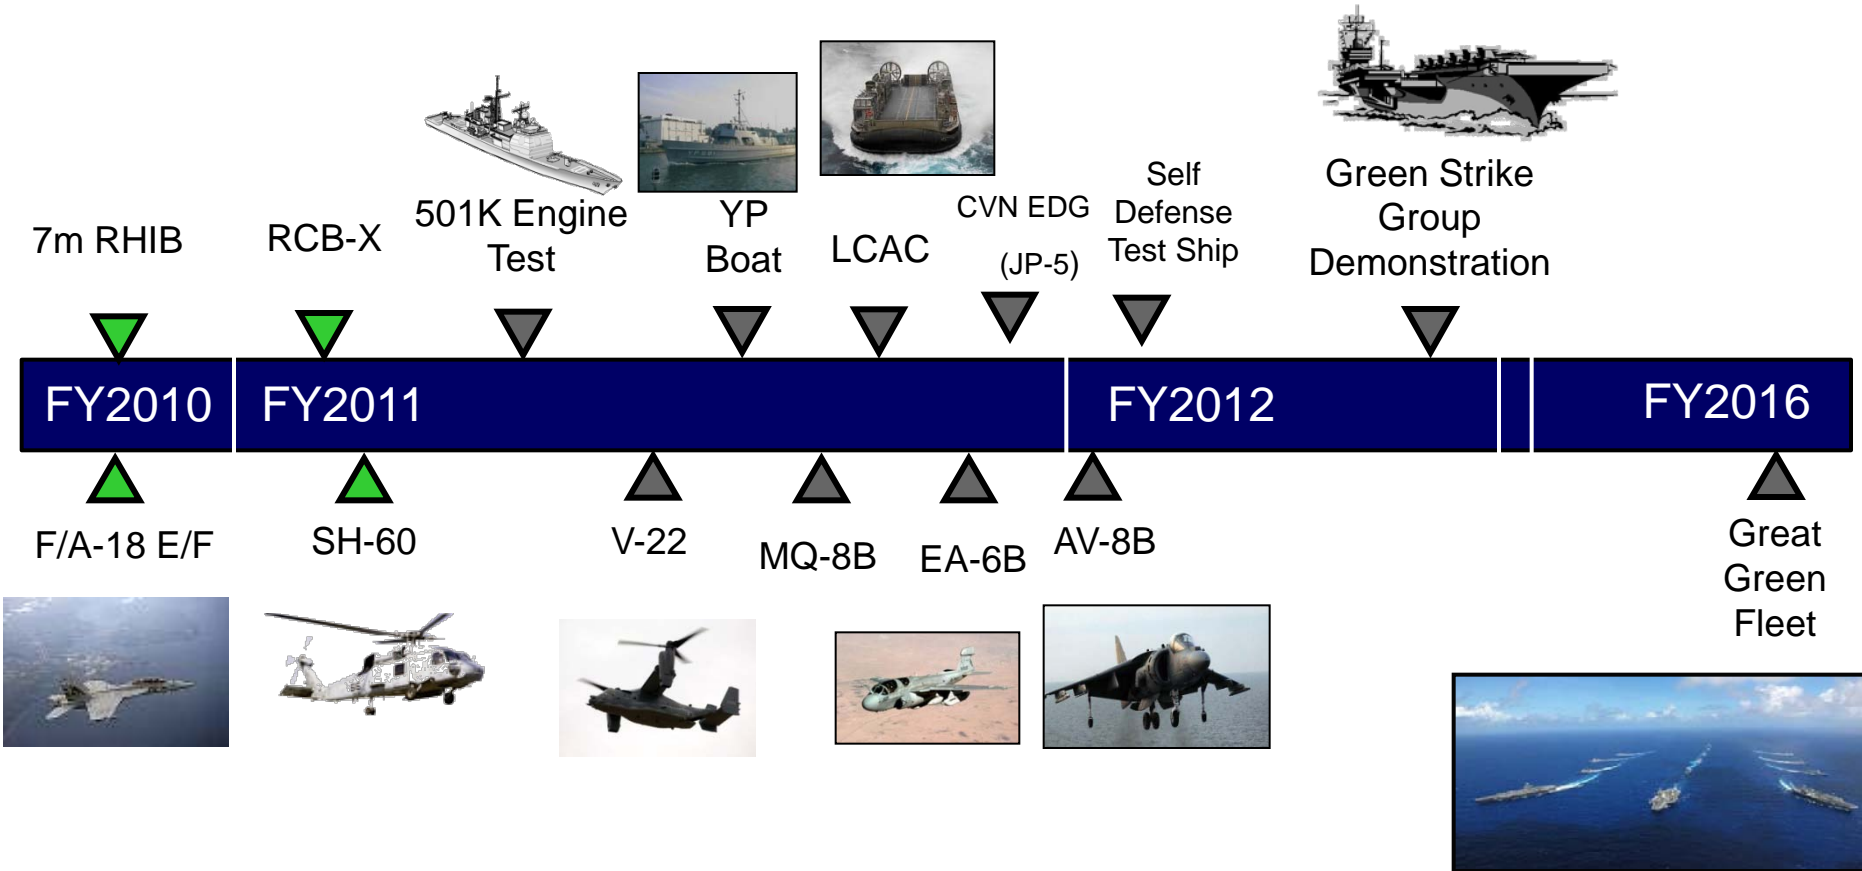 7m RHIB
RCB-X
501K Engine
Test
YP
Boat
LCAC
CVN EDG
(JP-5)
Self
Defense
Test Ship
Green Strike
Group
Demonstration
FY2010
FY2011
FY2012
FY2016
F/A-18 E/F
SH-60
V-22
MQ-8B
EA-6B
AV-8B
Great
Green
Fleet